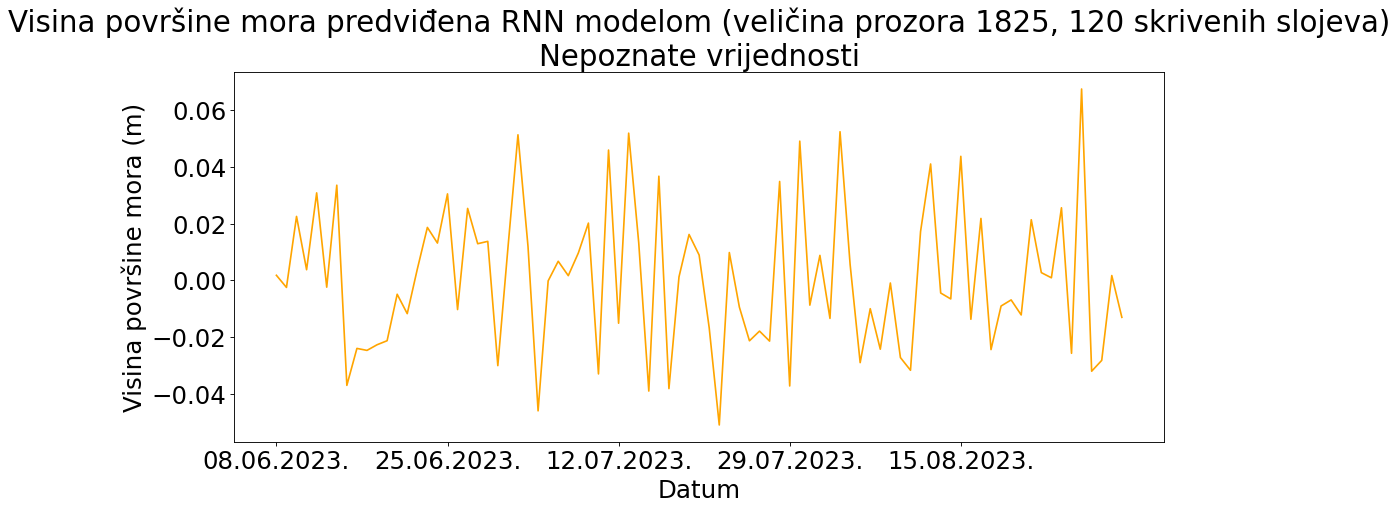 Visina površine mora predviđena RNN modelom (veličina prozora 1825, 120 skrivenih slojeva)
Nepoznate vrijednosti
Visina površine mora (m)
0.06
0.04
0.02
0.00
−0.02
−0.04
08.06.2023. 25.06.2023. 12.07.2023. 29.07.2023. 15.08.2023.
Datum